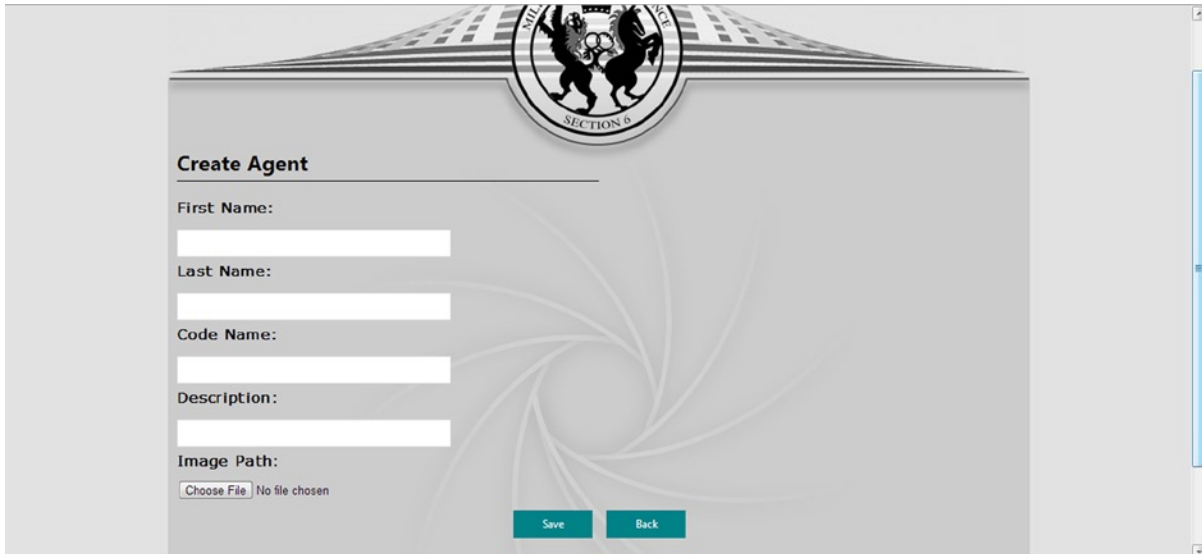 SECTION 6
Create Agent
First Name:
Last Name:
Code Name:
Description:
Image Path:
Choose File No file chosen
Save Back